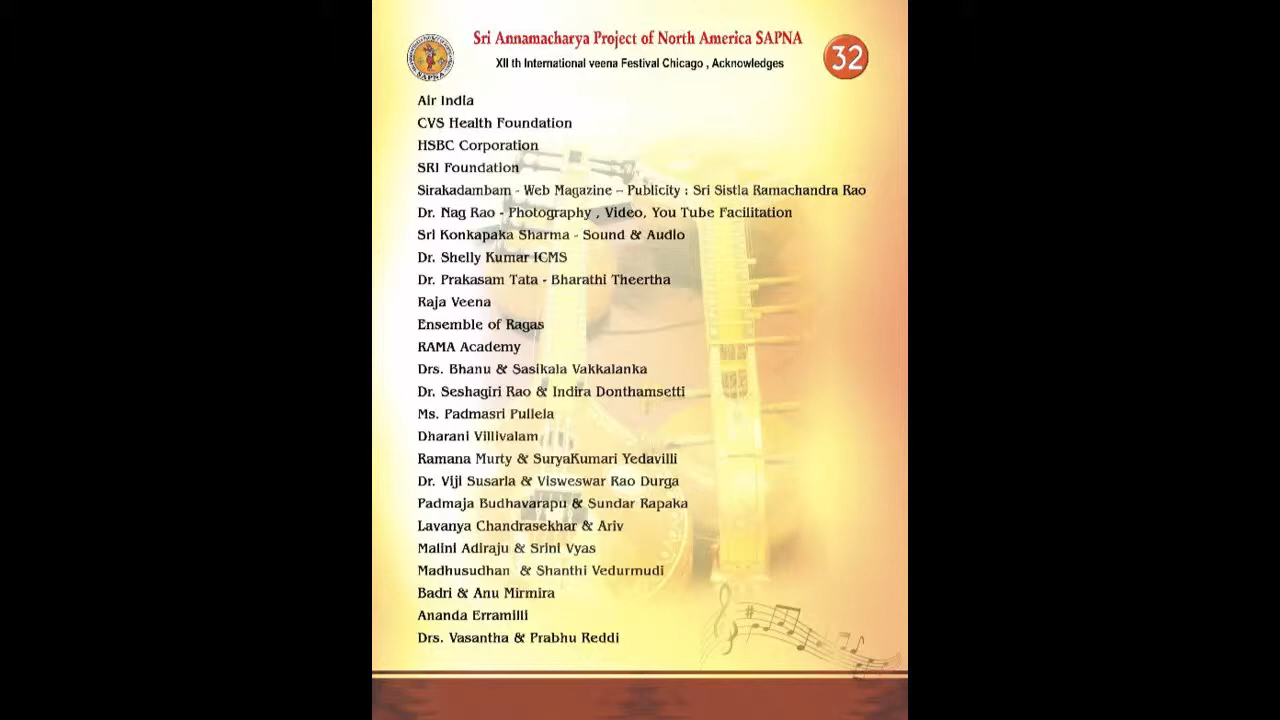 Sri Annamacharya Project of North America SAPNA
XII th International veena Festival Chicago , Acknowledges
32
SAPNA
Air India
CVS Health Foundation
HSBC Corporation
SRI Foundation
Sirakadambam - Web Magazine – Publicity : Sri Sistla Ramachandra Rao
Dr. Nag Rao - Photography , Video, You Tube Facilitation
Sri Konkapaka Sharma - Sound & Audio
Dr. Shelly Kumar ICMS
Dr. Prakasam Tata - Bharathi Theertha
Raja Veena
Ensemble of Ragas
RAMA Academy
Drs. Bhanu & Sasikala Vakkalanka
Dr. Seshagiri Rao & Indira Donthamsetti
Ms. Padmasri Pullela
Dharani Villivalam
Ramana Murty & SuryaKumari Yedavilli
Dr. Viji Susarla & Visweswar Rao Durga
Padmaja Budhavarapu & Sundar Rapaka
Lavanya Chandrasekhar & Ariv
Malini Adiraju & Srini Vyas
Madhusudhan  & Shanthi Vedurmudi
Badri & Anu Mirmira
Ananda Erramilli
Drs. Vasantha & Prabhu Reddi